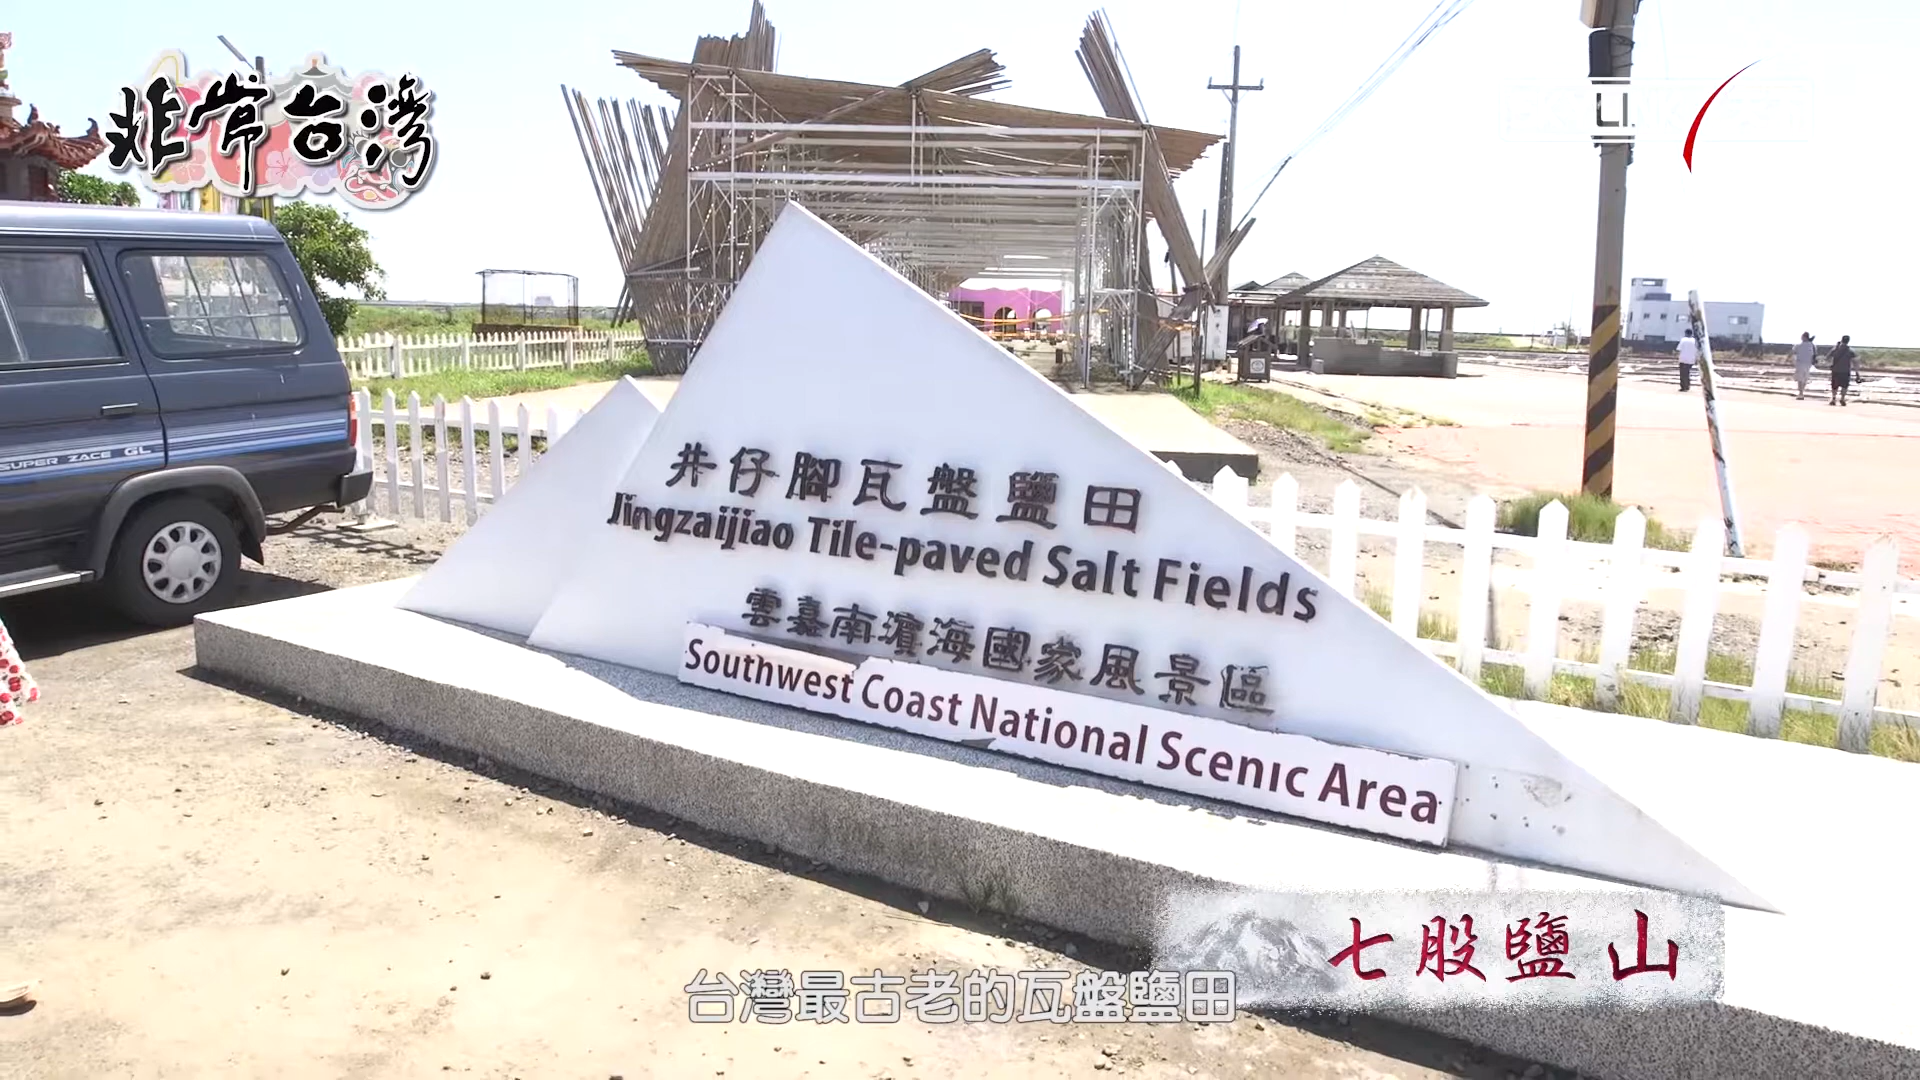 非常台灣
LI
SUPER ZACE GL
井仔腳瓦盤鹽田
Jingzaijiao Tile-paved Salt Fields
雲嘉南濱海國家風景區
Southwest Coast National Scenic Area
七股鹽山
台灣最古老的瓦盤鹽田